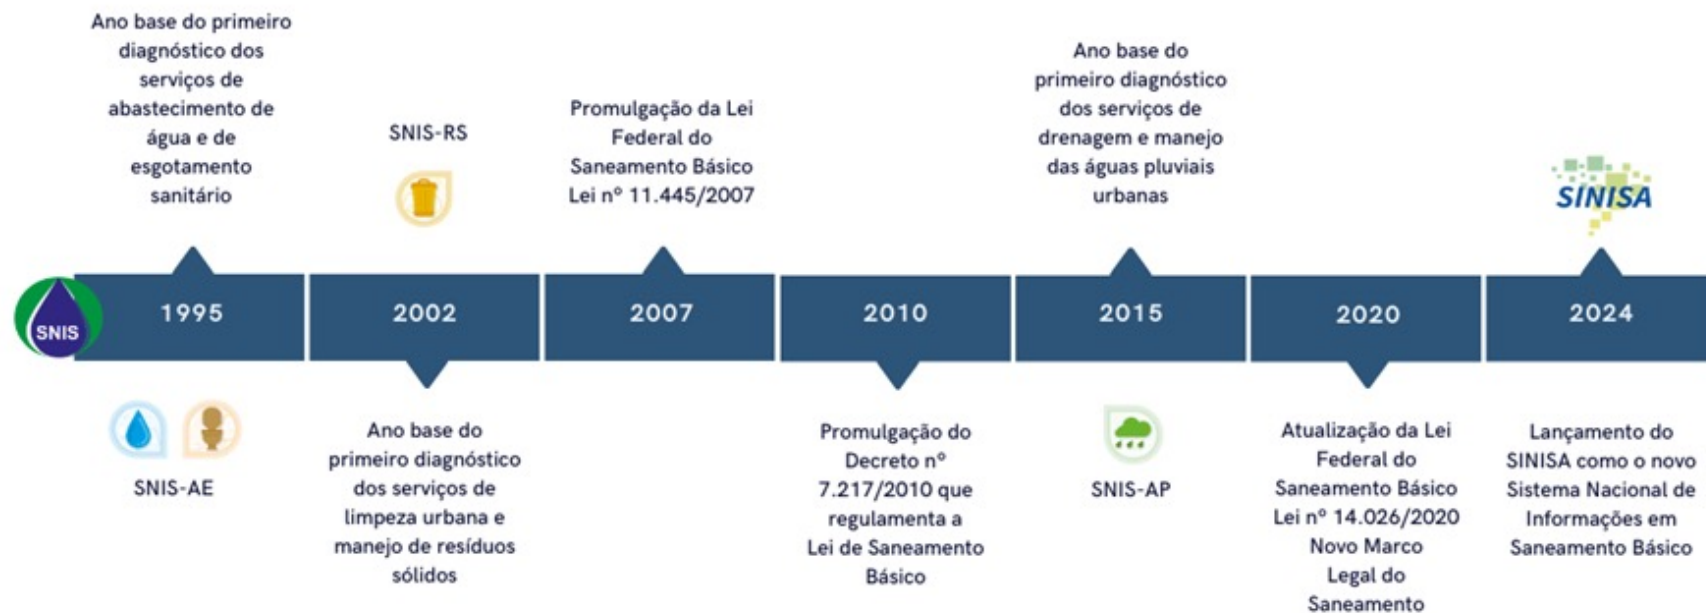 Ano base do primeiro
diagnóstico dos
serviços de
abastecimento de
água e de
esgotamento
sanitário
SNIS-RS
Promulgação da Lei
Federal do
Saneamento Básico
Lei nº 11.445/2007
Ano base do
primeiro diagnóstico
dos serviços de
drenagem e manejo
das águas pluviais
urbanas
SINISA
SNIS
1995
2002
2007
2010
2015
2020
2024
SNIS-AE
Ano base do
primeiro diagnóstico
dos serviços de
limpeza urbana e
manejo de resíduos
sólidos
Promulgação do
Decreto nº
7.217/2010 que
regulamenta a
Lei de Saneamento
Básico
SNIS-AP
Atualização da Lei
Federal do
Saneamento Básico
Lei nº 14.026/2020
Novo Marco
Legal do
Saneamento
Lançamento do
SINISA como o novo
Sistema Nacional de
Informações em
Saneamento Básico